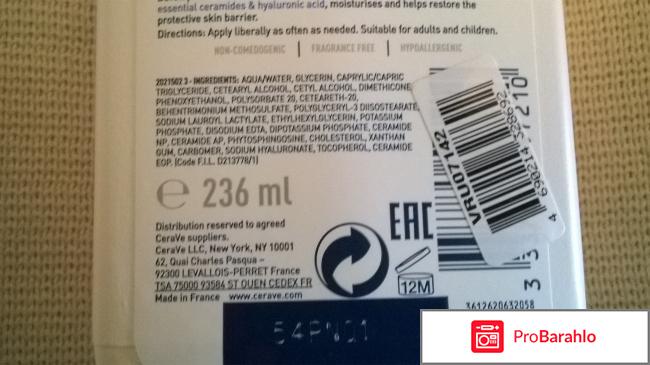 essential ceramides & hyaluronic acid, moisturises and helps restore the
protective skin barrier.
Directions: Apply liberally as often as needed. Suitable for adults and children.
NON-COMEDOGENIC | FRAGRANCE FREE | HYPOALLERGENIC
2021502 3 - INGREDIENTS: AQUA/WATER, GLYCERIN, CAPRYLIC/CAPRIC
TRIGLYCERIDE, CETEARYL ALCOHOL, CETYL ALCOHOL, DIMETHICONE,
PHENOXYETHANOL, POLYSORBATE 20, CETEARETH-20,
BEHENTRIMONIUM METHOSULFATE, POLYGLYCERYL-3 DIISOSTEARATE,
SODIUM LAUROYL LACTYLATE, ETHYLHEXYLGLYCERIN, POTASSIUM
PHOSPHATE, DISODIUM EDTA, DIPOTASSIUM PHOSPHATE, CERAMIDE
NP, CERAMIDE AP, PHYTOSPHINGOSINE, CHOLESTEROL, XANTHAN
GUM, CARBOMER, SODIUM HYALURONATE, TOCOPHEROL, CERAMIDE
EOP. (Code F.I.L. D213778/1)
e 236 ml
Distribution reserved to agreed
CeraVe suppliers.
CeraVe LLC, New York, NY 10001
62, Quai Charles Pasqua –
92300 LEVALLOIS-PERRET France
TSA 75000 93584 ST OUEN CEDEX FR
Made in France www.cerave.com
EAC
12M
VRU07142
37210
3612620632058
ProBarahlo